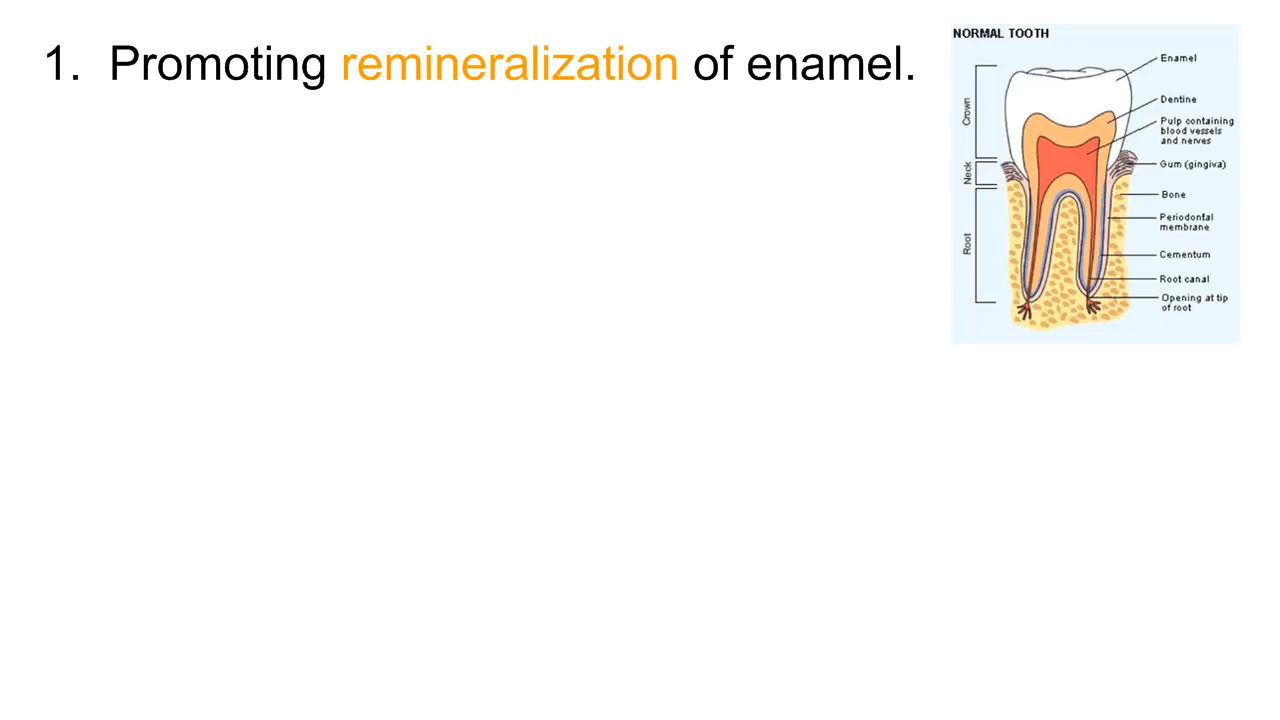 1. Promoting remineralization of enamel.
NORMAL TOOTH
Enamel
Crown
Dentine
Pulp containing
blood vessels
and nerves
Neck
Gum (gingiva)
Bone
Periodontal
membrane
Root
Cementum
Root canal
Opening at tip
of root